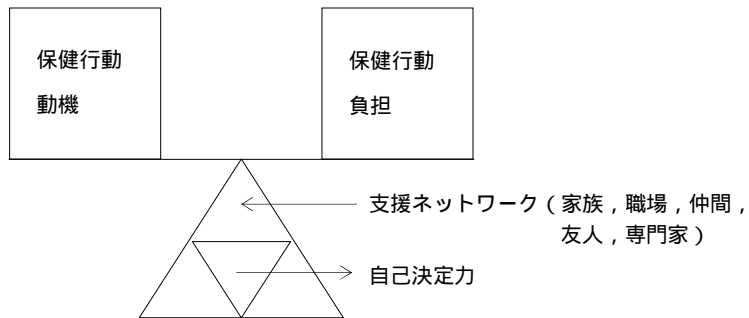 保健行動
動機
保健行動
負担
支援ネットワーク（家族，職場，仲間，
友人，専門家）
自己決定力